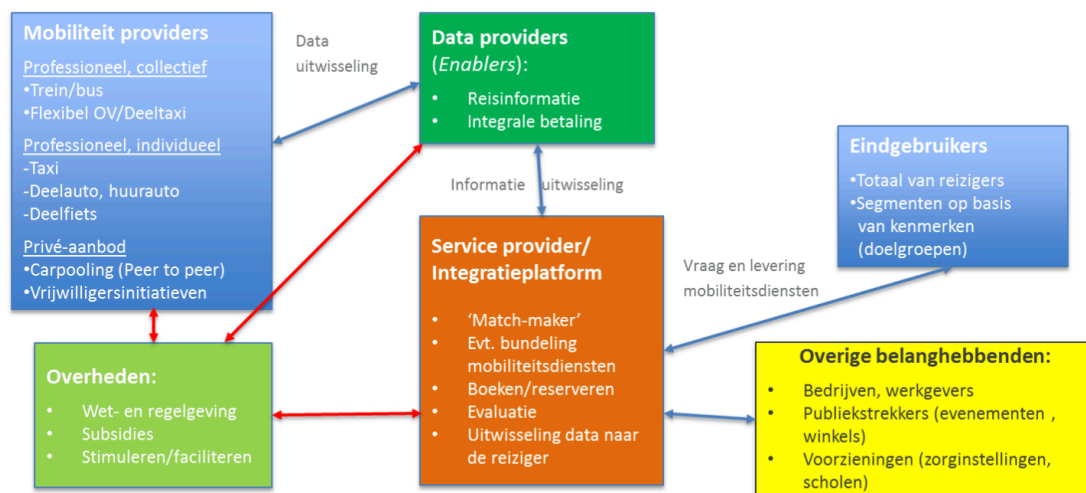 Mobiliteit providers
Professioneel, collectief
•Trein/bus
•Flexibel OV/Deeltaxi
Professioneel, individueel
-Taxi
-Deelauto, huurauto
-Deelfiets
Privé-aanbod
•Carpooling (Peer to peer)
•Vrijwilligersinitiatieven
Data
uitwisseling
Data providers
(Enablers):
• Reisinformatie
• Integrale betaling
Informatie uitwisseling
Eindgebruikers
•Totaal van reizigers
•Segmenten op basis
van kenmerken
(doelgroepen)
Service provider/
Integratieplatform
• ‘Match-maker’
• Evt. bundeling
mobiliteitsdiensten
• Boeken/reserveren
• Evaluatie
• Uitwisseling data naar
de reiziger
Vraag en levering
mobiliteitsdiensten
Overheden:
• Wet- en regelgeving
• Subsidies
• Stimuleren/faciliteren
Overige belanghebbenden:
• Bedrijven, werkgevers
• Publiekstrekkers (evenementen ,
winkels)
• Voorzieningen (zorginstellingen,
scholen)